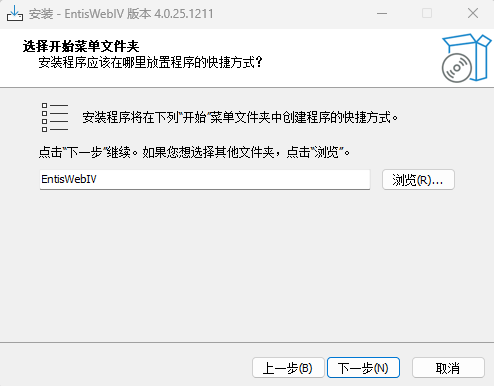 安装 - EntisWebIV 版本 4.0.25.1211
选择开始菜单文件夹
安装程序应该在哪里放置程序的快捷方式？
安装程序将在下列“开始”菜单文件夹中创建程序的快捷方式。
点击“下一步”继续。如果您想选择其他文件夹，点击“浏览”。
EntisWebIV
浏览(R)...
上一步(B)
下一步(N)
取消